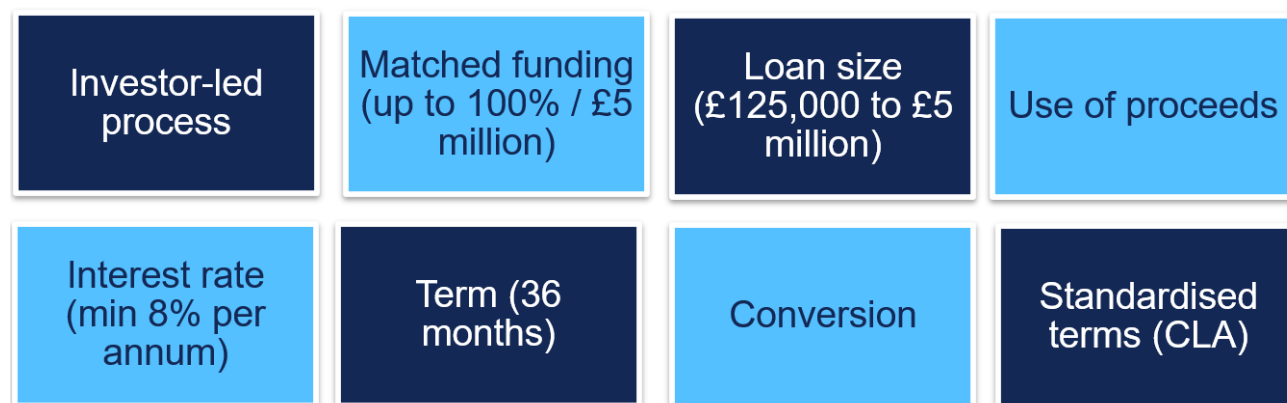 Investor-led
process
Matched funding
(up to 100% / £5
million)
Loan size
(£125,000 to £5
million)
Use of proceeds
Interest rate
(min 8% per
annum)
Term (36
months)
Conversion
Standardised
terms (CLA)